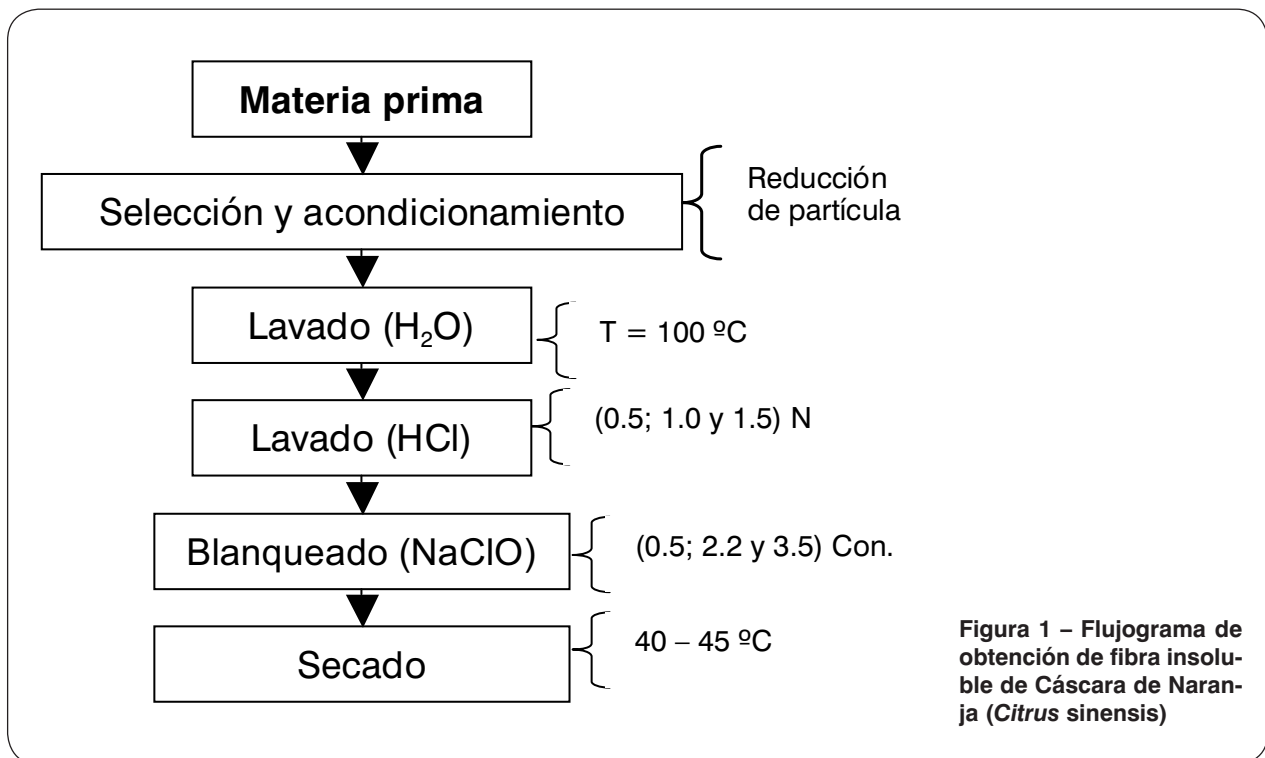 Materia prima
Selección y acondicionamiento
Reducción
de partícula
Lavado (H₂O)
T = 100 ºC
Lavado (HCl)
(0.5; 1.0 y 1.5) N
Blanqueado (NaClO)
(0.5; 2.2 y 3.5) Con.
Secado
40 – 45 ºC
Figura 1 – Flujograma de
obtención de fibra insolu-
ble de Cáscara de Naran-
ja (Citrus sinensis)